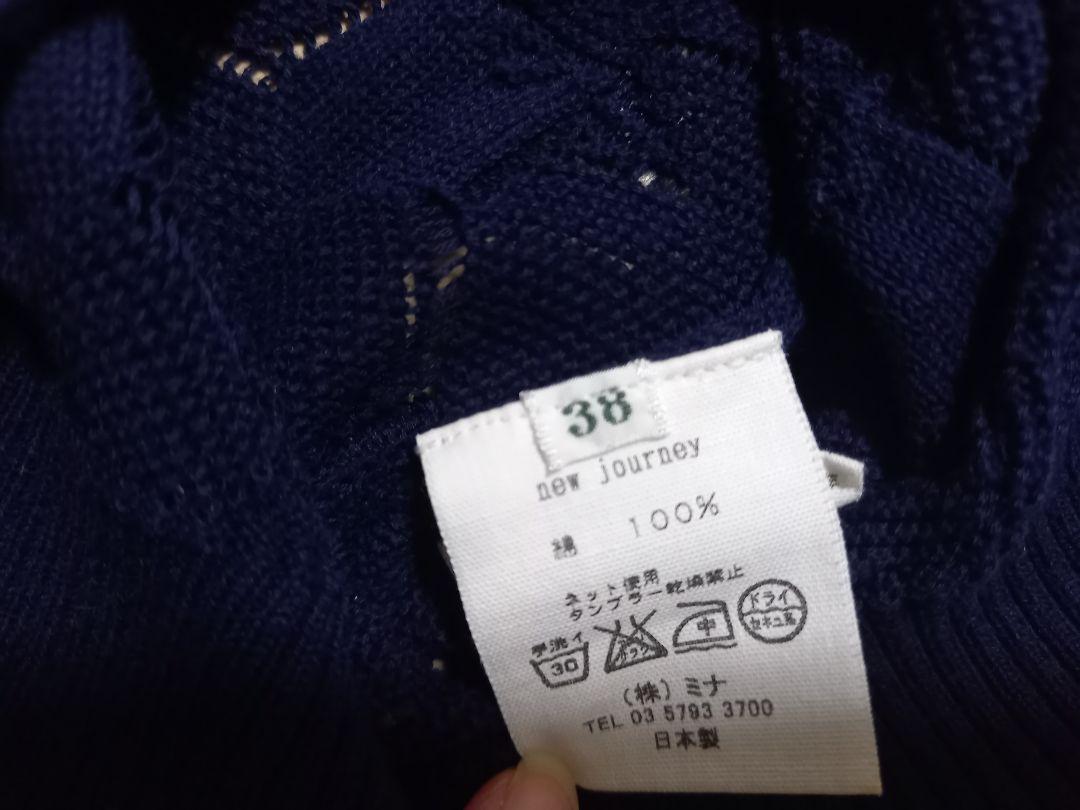 38
new journey
綿 100%
ネット使用
タンブラー乾燥禁止
手洗イ
30
中
ドライ
セキユ系
(株)ミナ
TEL 03 5793 3700
日本製